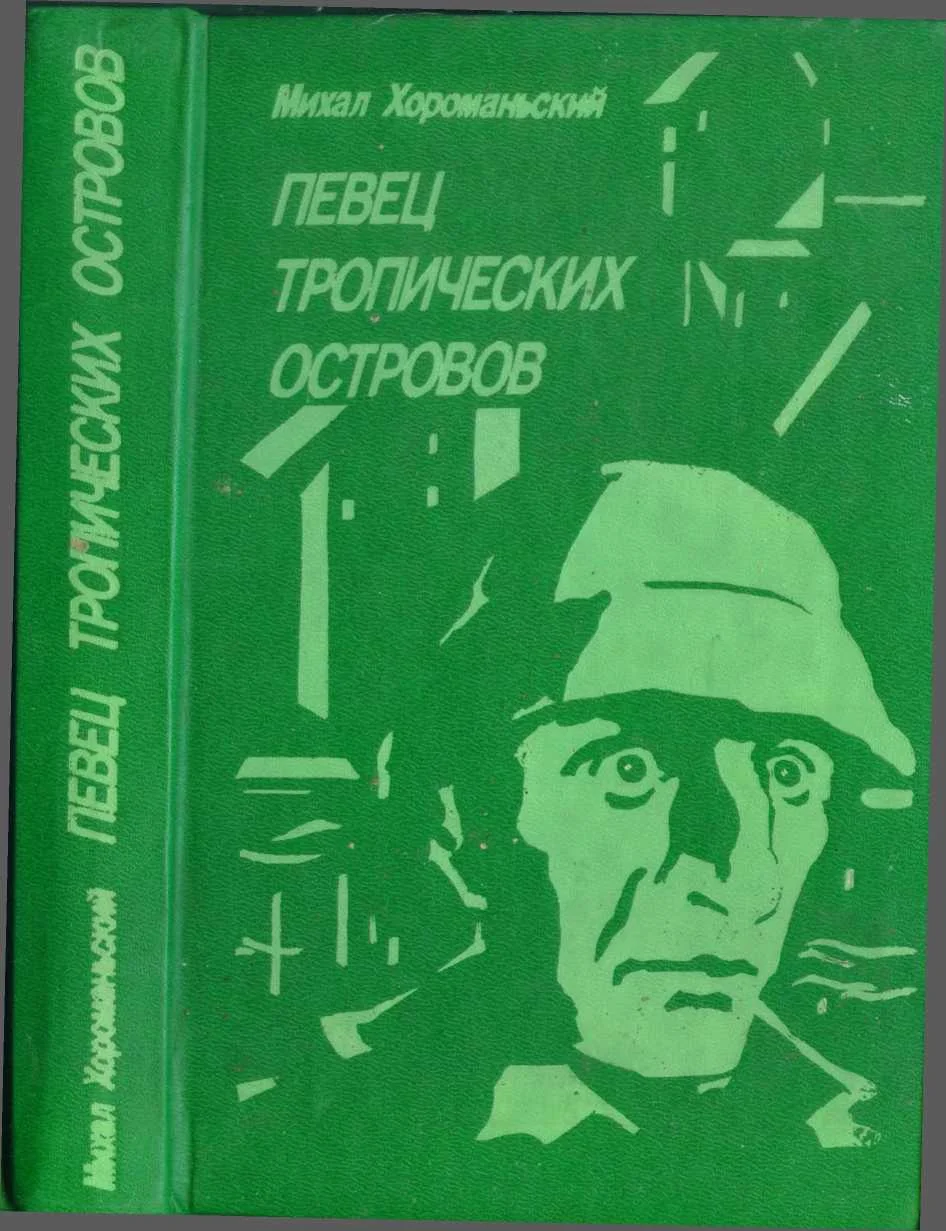 Михал Хороманьский
ПЕВЕЦ
ТРОПИЧЕСКИХ
ОСТРОВОВ
Михал Хороманьский ПЕВЕЦ ТРОПИЧЕСКИХ ОСТРОВОВ